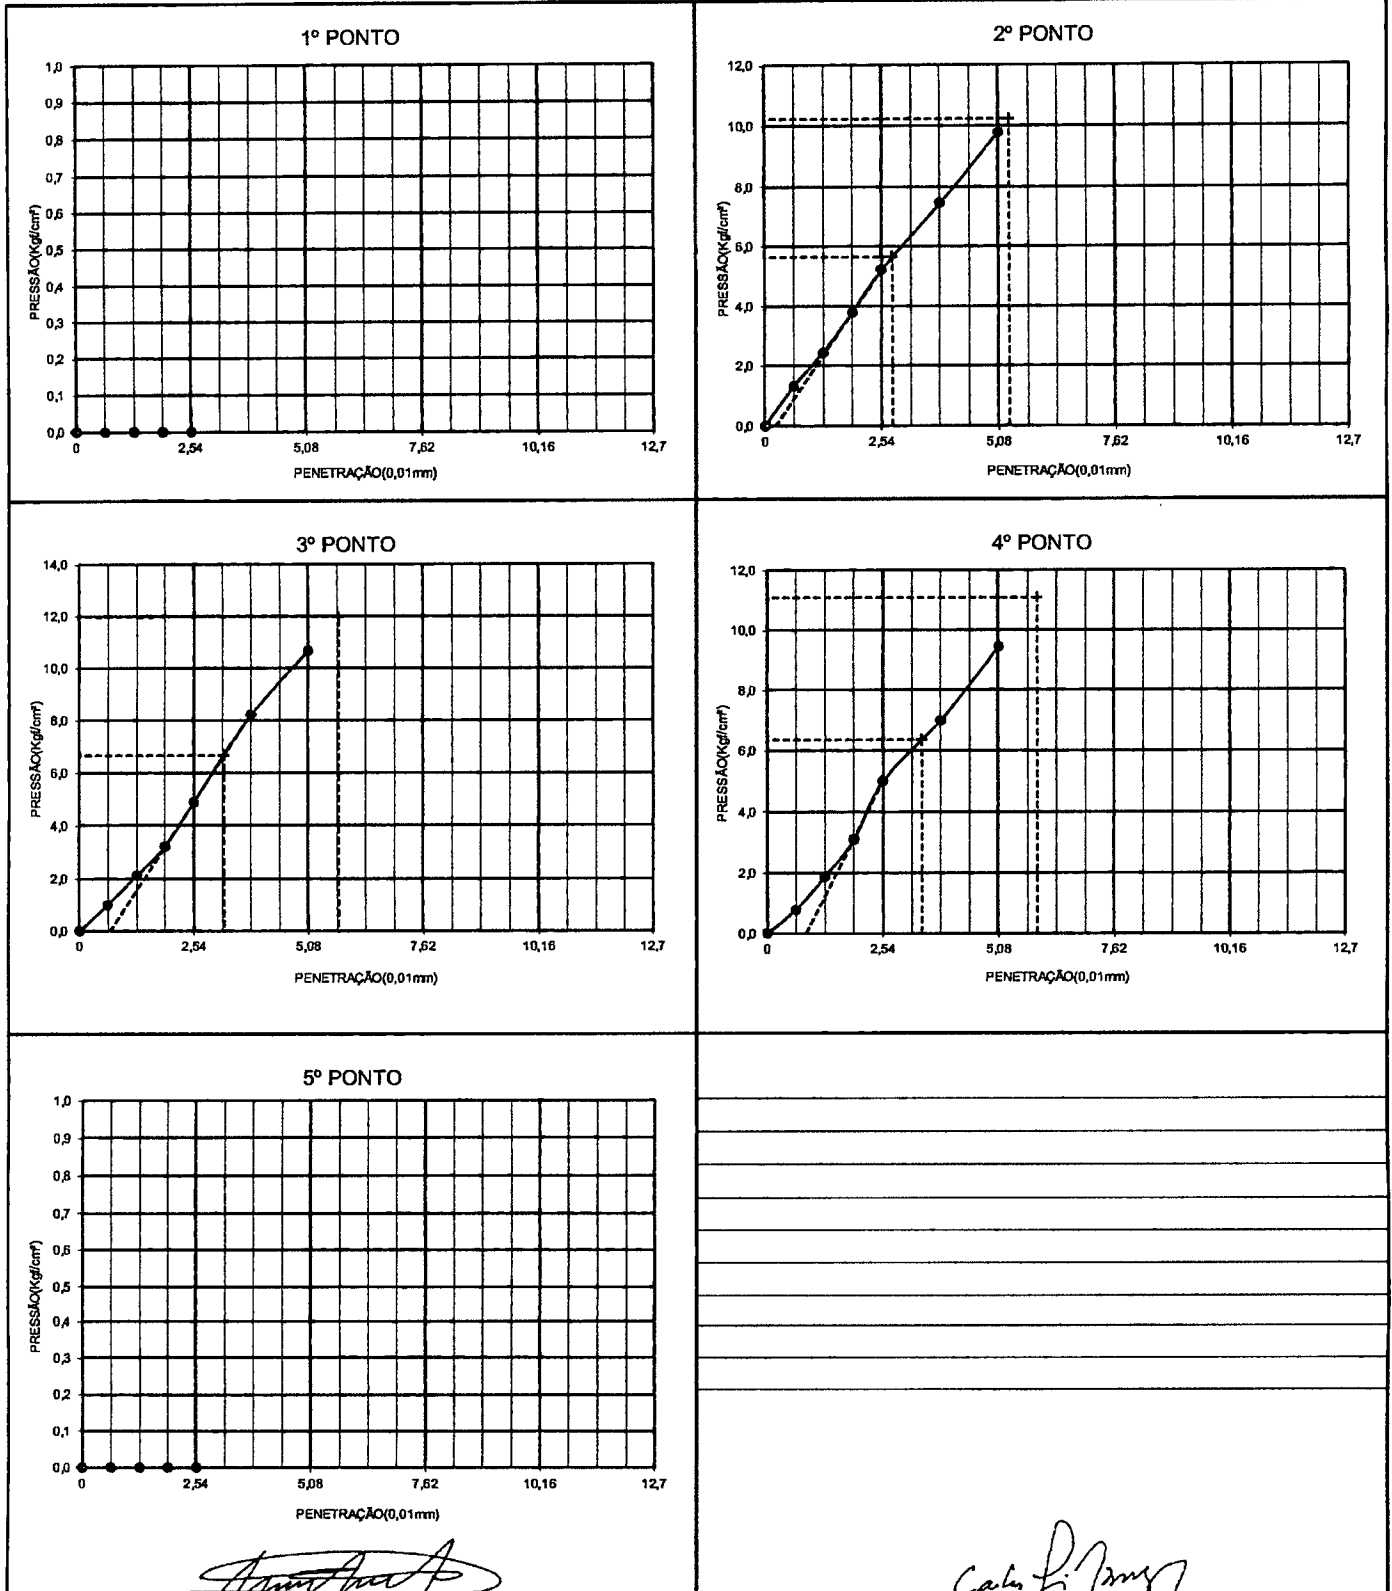 1º PONTO
1,0
0,9
0,8
0,7
0,6
0,5
0,4
0,3
0,2
0,1
0,0
PRESSÃO(Kgf/cm²)
0 2,54 5,08 7,62 10,16 12,7
PENETRAÇÃO(0,01mm)
2º PONTO
12,0
10,0
8,0
6,0
4,0
2,0
0,0
PRESSÃO(Kgf/cm²)
0 2,54 5,08 7,62 10,16 12,7
PENETRAÇÃO(0,01mm)
3º PONTO
14,0
12,0
10,0
8,0
6,0
4,0
2,0
0,0
PRESSÃO(Kgf/cm²)
0 2,54 5,08 7,62 10,16 12,7
PENETRAÇÃO(0,01mm)
4º PONTO
12,0
10,0
8,0
6,0
4,0
2,0
0,0
PRESSÃO(Kgf/cm²)
0 2,54 5,08 7,62 10,16 12,7
PENETRAÇÃO(0,01mm)
5º PONTO
1,0
0,9
0,8
0,7
0,6
0,5
0,4
0,3
0,2
0,1
0,0
PRESSÃO(Kgf/cm²)
0 2,54 5,08 7,62 10,16 12,7
PENETRAÇÃO(0,01mm)